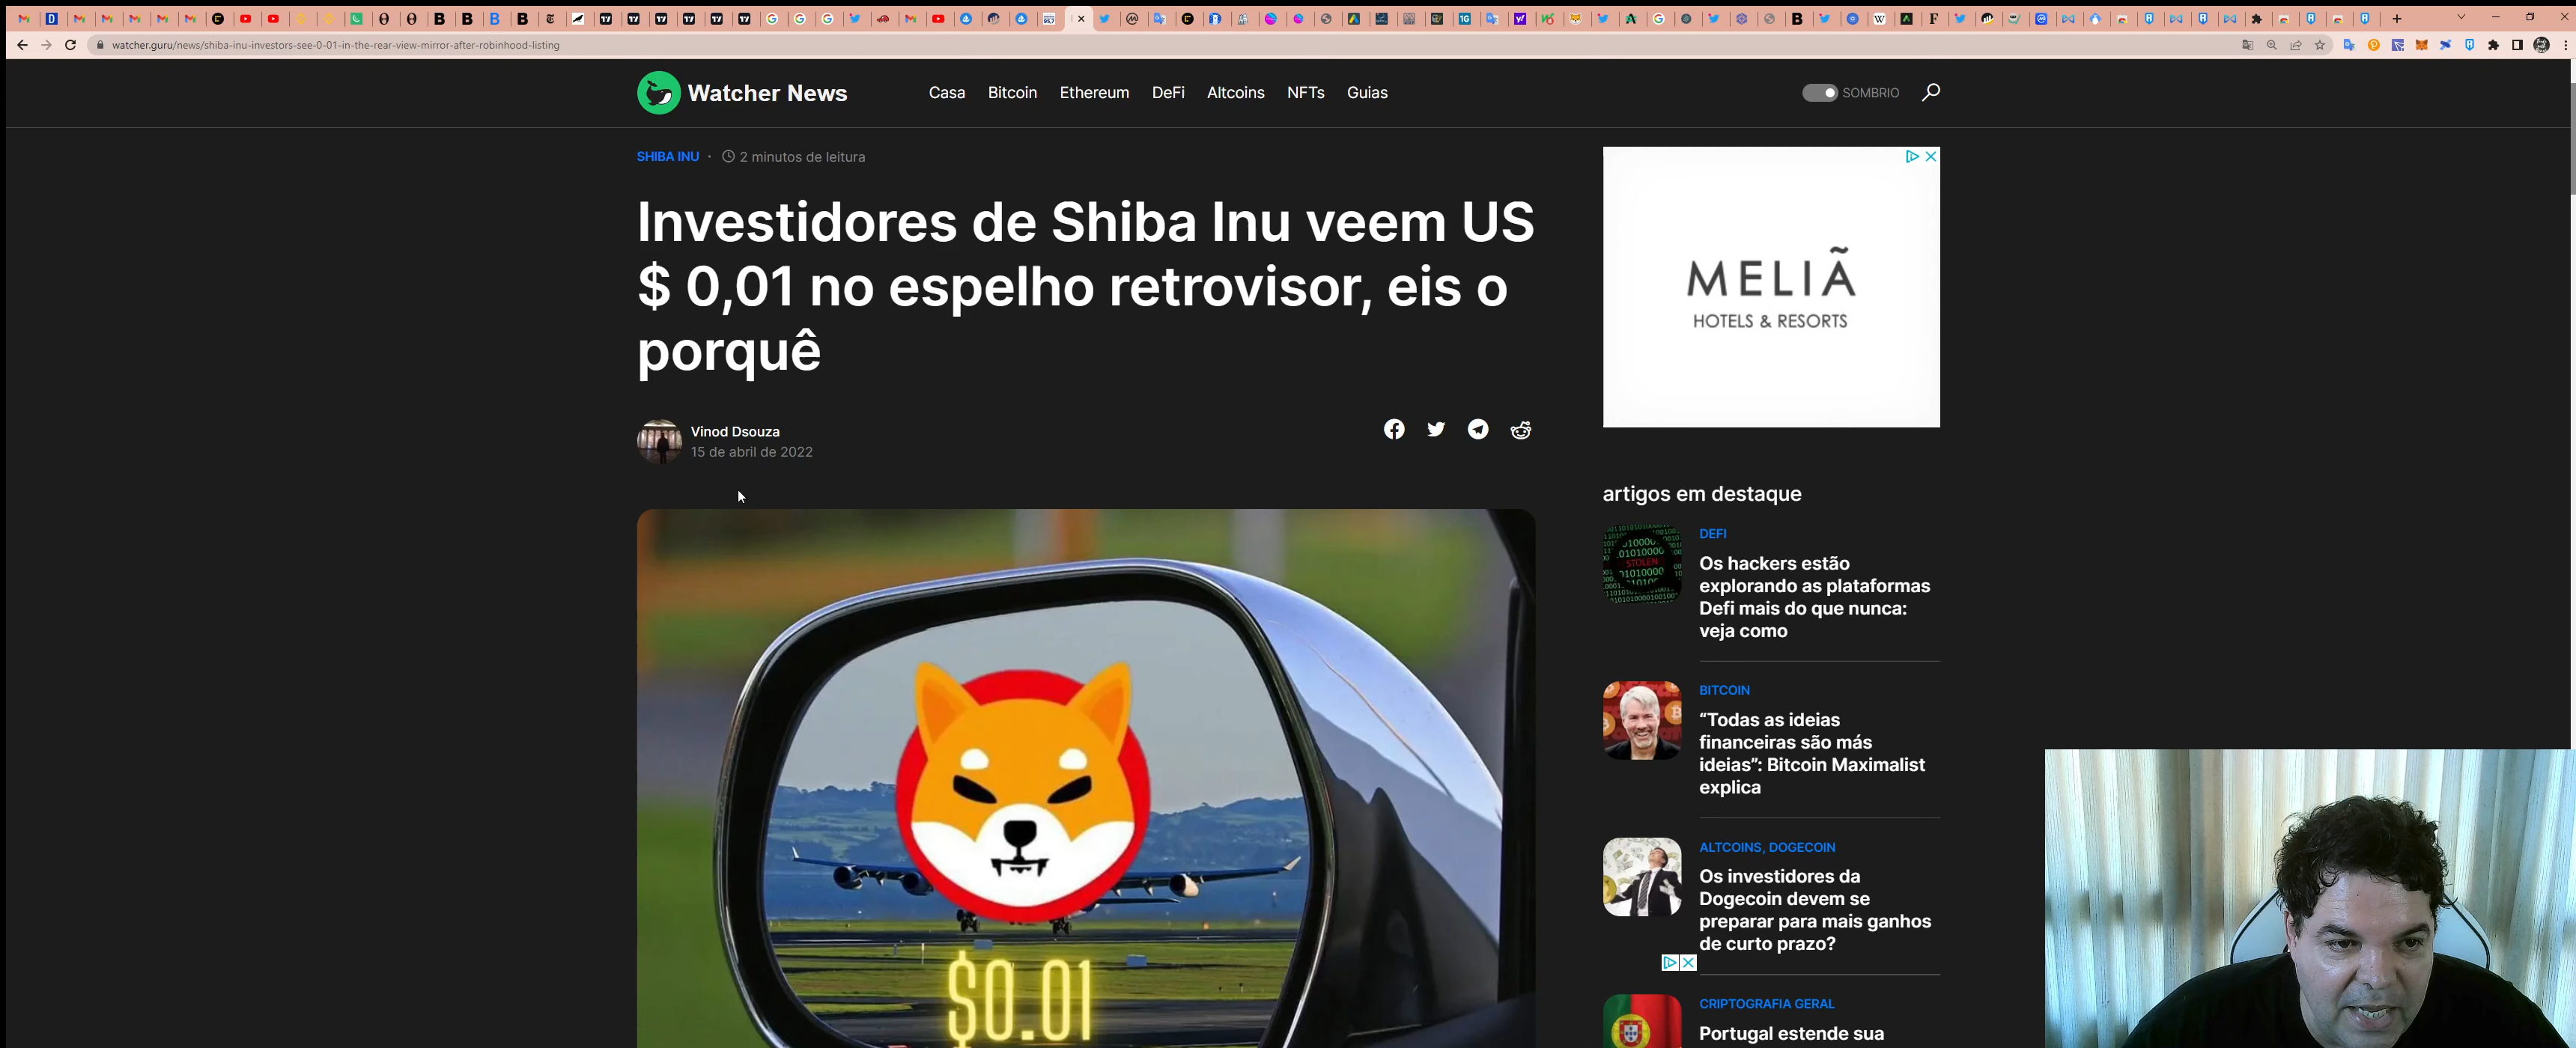 watcher.guru/news/shiba-inu-investors-see-0-01-in-the-rear-view-mirror-after-robinhood-listing
Watcher News
Casa Bitcoin Ethereum DeFi Altcoins NFTs Guias
SOMBRIO
SHIBA INU · 2 minutos de leitura
Investidores de Shiba Inu veem US
$ 0,01 no espelho retrovisor, eis o
porquê
Vinod Dsouza
15 de abril de 2022
$0.01
MELIÃ
HOTELS & RESORTS
artigos em destaque
STOLEN
DEFI
Os hackers estão
explorando as plataformas
Defi mais do que nunca:
veja como
BITCOIN
“Todas as ideias
financeiras são más
ideias”: Bitcoin Maximalist
explica
ALTCOINS, DOGECOIN
Os investidores da
Dogecoin devem se
preparar para mais ganhos
de curto prazo?
CRIPTOGRAFIA GERAL
Portugal estende sua